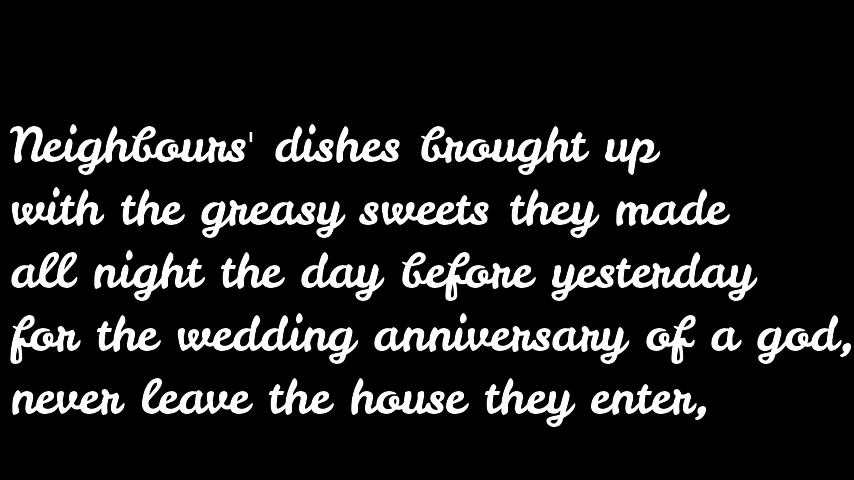 Neighbours' dishes brought up
with the greasy sweets they made
all night the day before yesterday
for the wedding anniversary of a god,
never leave the house they enter,